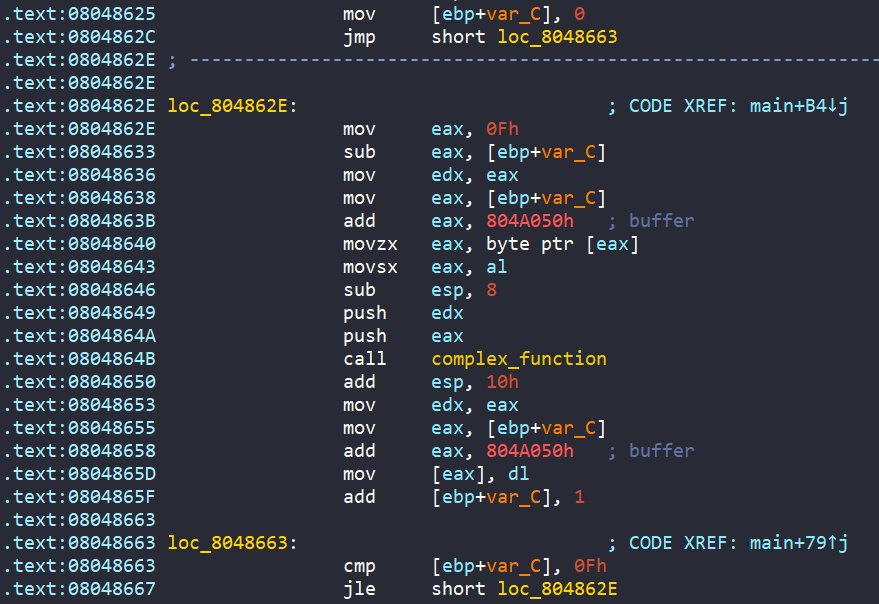 .text:08048625 mov [ebp+var_C], 0
.text:0804862C jmp short loc_8048663
.text:0804862E ; ---------------------------------------------------------------
.text:0804862E
.text:0804862E loc_804862E: ; CODE XREF: main+B4↓j
.text:0804862E mov eax, 0Fh
.text:08048633 sub eax, [ebp+var_C]
.text:08048636 mov edx, eax
.text:08048638 mov eax, [ebp+var_C]
.text:0804863B add eax, 804A050h ; buffer
.text:08048640 movzx eax, byte ptr [eax]
.text:08048643 movsx eax, al
.text:08048646 sub esp, 8
.text:08048649 push edx
.text:0804864A push eax
.text:0804864B call complex_function
.text:08048650 add esp, 10h
.text:08048653 mov edx, eax
.text:08048655 mov eax, [ebp+var_C]
.text:08048658 add eax, 804A050h ; buffer
.text:0804865D mov [eax], dl
.text:0804865F add [ebp+var_C], 1
.text:08048663
.text:08048663 loc_8048663: ; CODE XREF: main+79↑j
.text:08048663 cmp [ebp+var_C], 0Fh
.text:08048667 jle short loc_804862E